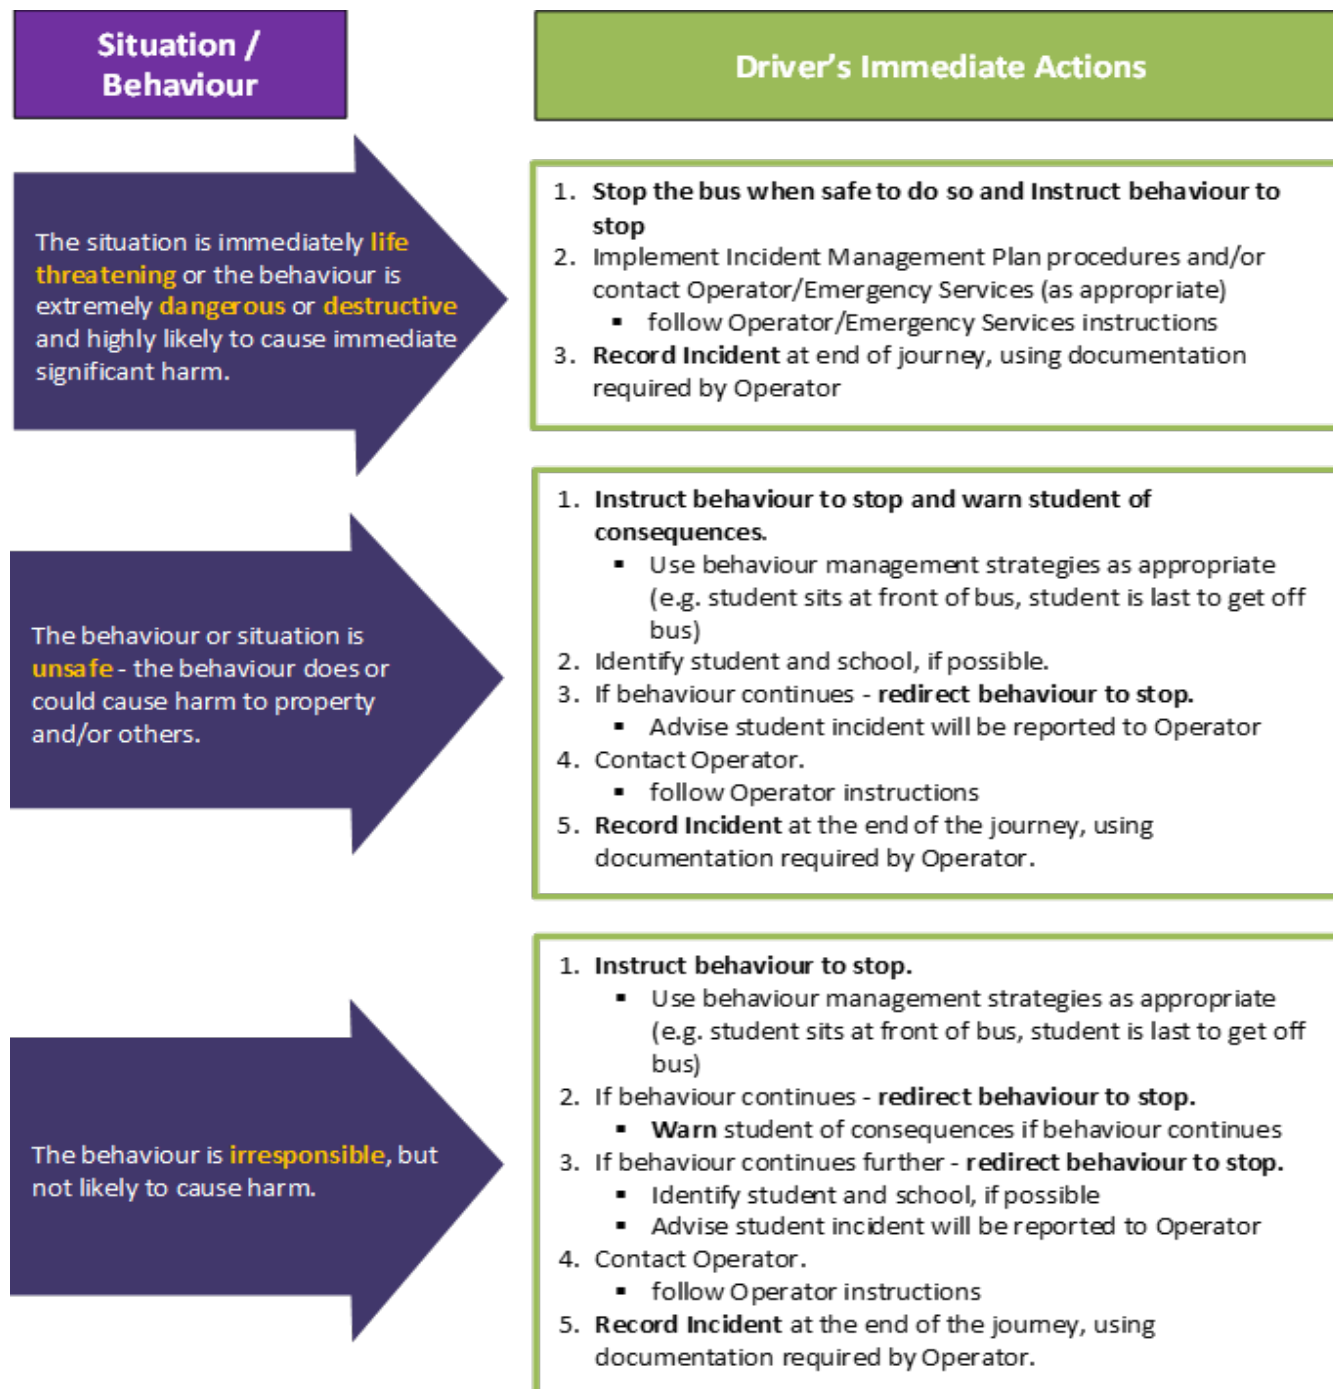 Situation /
Behaviour
Driver's Immediate Actions
The situation is immediately life
threatening or the behaviour is
extremely dangerous or destructive
and highly likely to cause immediate
significant harm.
1. Stop the bus when safe to do so and Instruct behaviour to
stop
2. Implement Incident Management Plan procedures and/or
contact Operator/Emergency Services (as appropriate)
▪ follow Operator/Emergency Services instructions
3. Record Incident at end of journey, using documentation
required by Operator
The behaviour or situation is
unsafe - the behaviour does or
could cause harm to property
and/or others.
1. Instruct behaviour to stop and warn student of
consequences.
▪ Use behaviour management strategies as appropriate
(e.g. student sits at front of bus, student is last to get off
bus)
2. Identify student and school, if possible.
3. If behaviour continues - redirect behaviour to stop.
▪ Advise student incident will be reported to Operator
4. Contact Operator.
▪ follow Operator instructions
5. Record Incident at the end of the journey, using
documentation required by Operator.
The behaviour is irresponsible, but
not likely to cause harm.
1. Instruct behaviour to stop.
▪ Use behaviour management strategies as appropriate
(e.g. student sits at front of bus, student is last to get off
bus)
2. If behaviour continues - redirect behaviour to stop.
▪ Warn student of consequences if behaviour continues
3. If behaviour continues further - redirect behaviour to stop.
▪ Identify student and school, if possible
▪ Advise student incident will be reported to Operator
4. Contact Operator.
▪ follow Operator instructions
5. Record Incident at the end of the journey, using
documentation required by Operator.